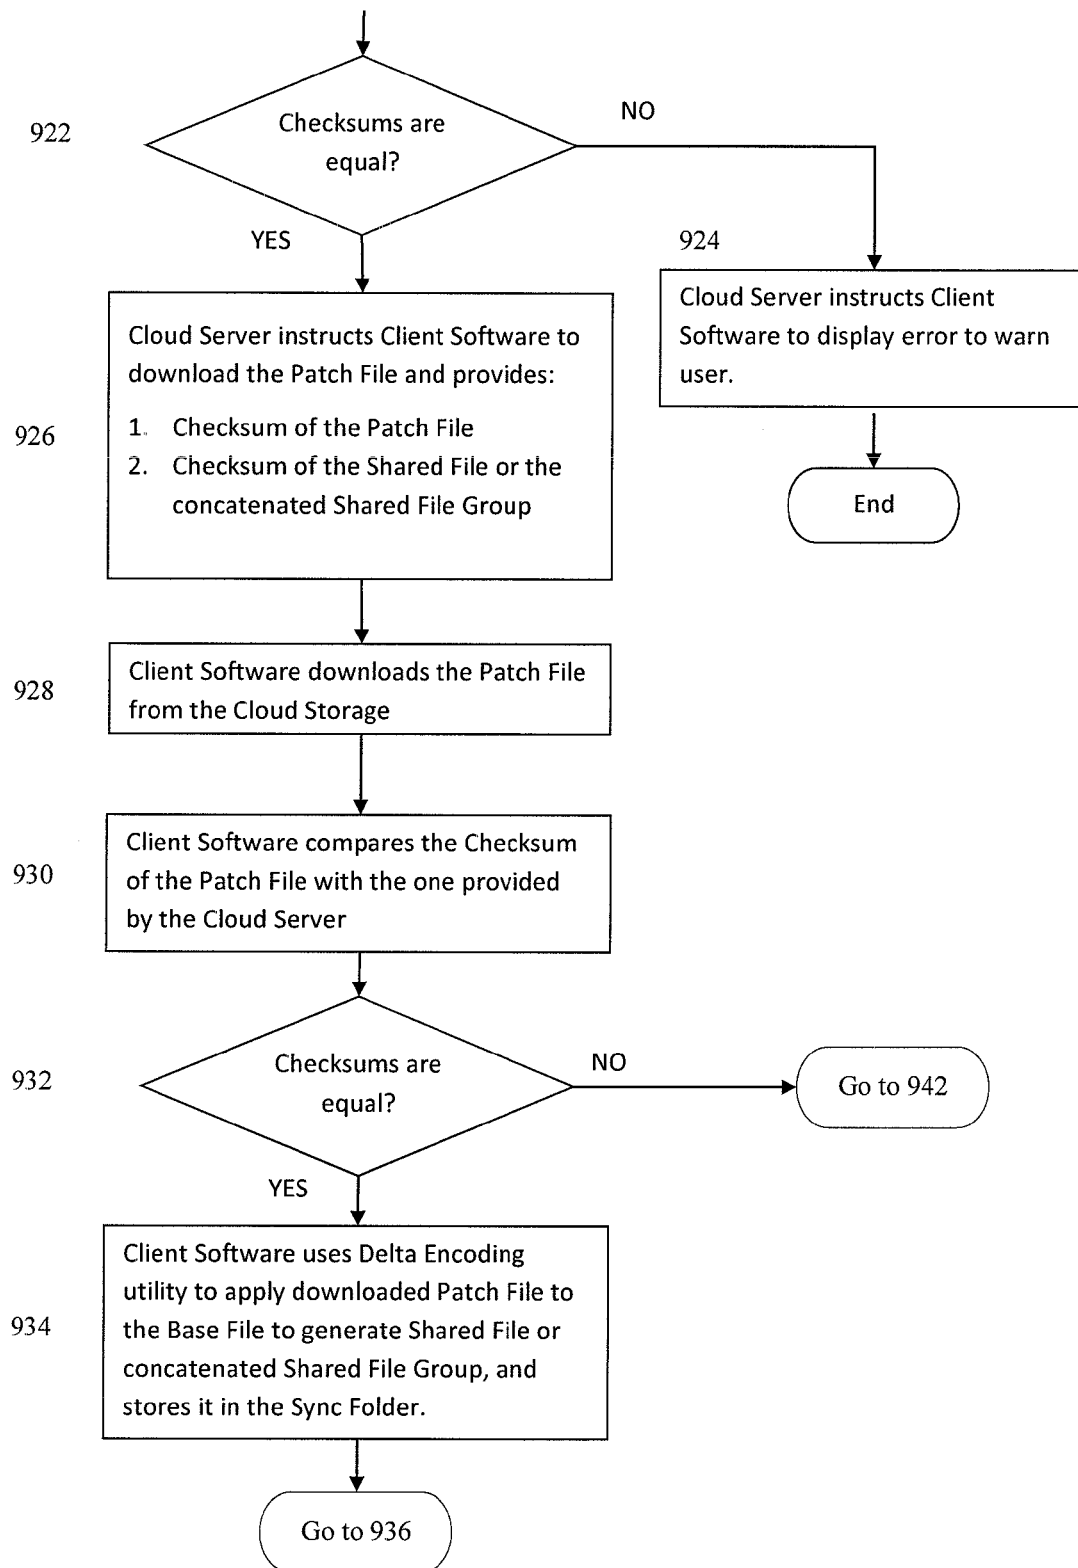 922
Checksums are
equal?
NO
YES
924
Cloud Server instructs Client
Software to display error to warn
user.
End
926
Cloud Server instructs Client Software to
download the Patch File and provides:
1. Checksum of the Patch File
2. Checksum of the Shared File or the
concatenated Shared File Group
928
Client Software downloads the Patch File
from the Cloud Storage
930
Client Software compares the Checksum
of the Patch File with the one provided
by the Cloud Server
932
Checksums are
equal?
NO
Go to 942
YES
934
Client Software uses Delta Encoding
utility to apply downloaded Patch File to
the Base File to generate Shared File or
concatenated Shared File Group, and
stores it in the Sync Folder.
Go to 936